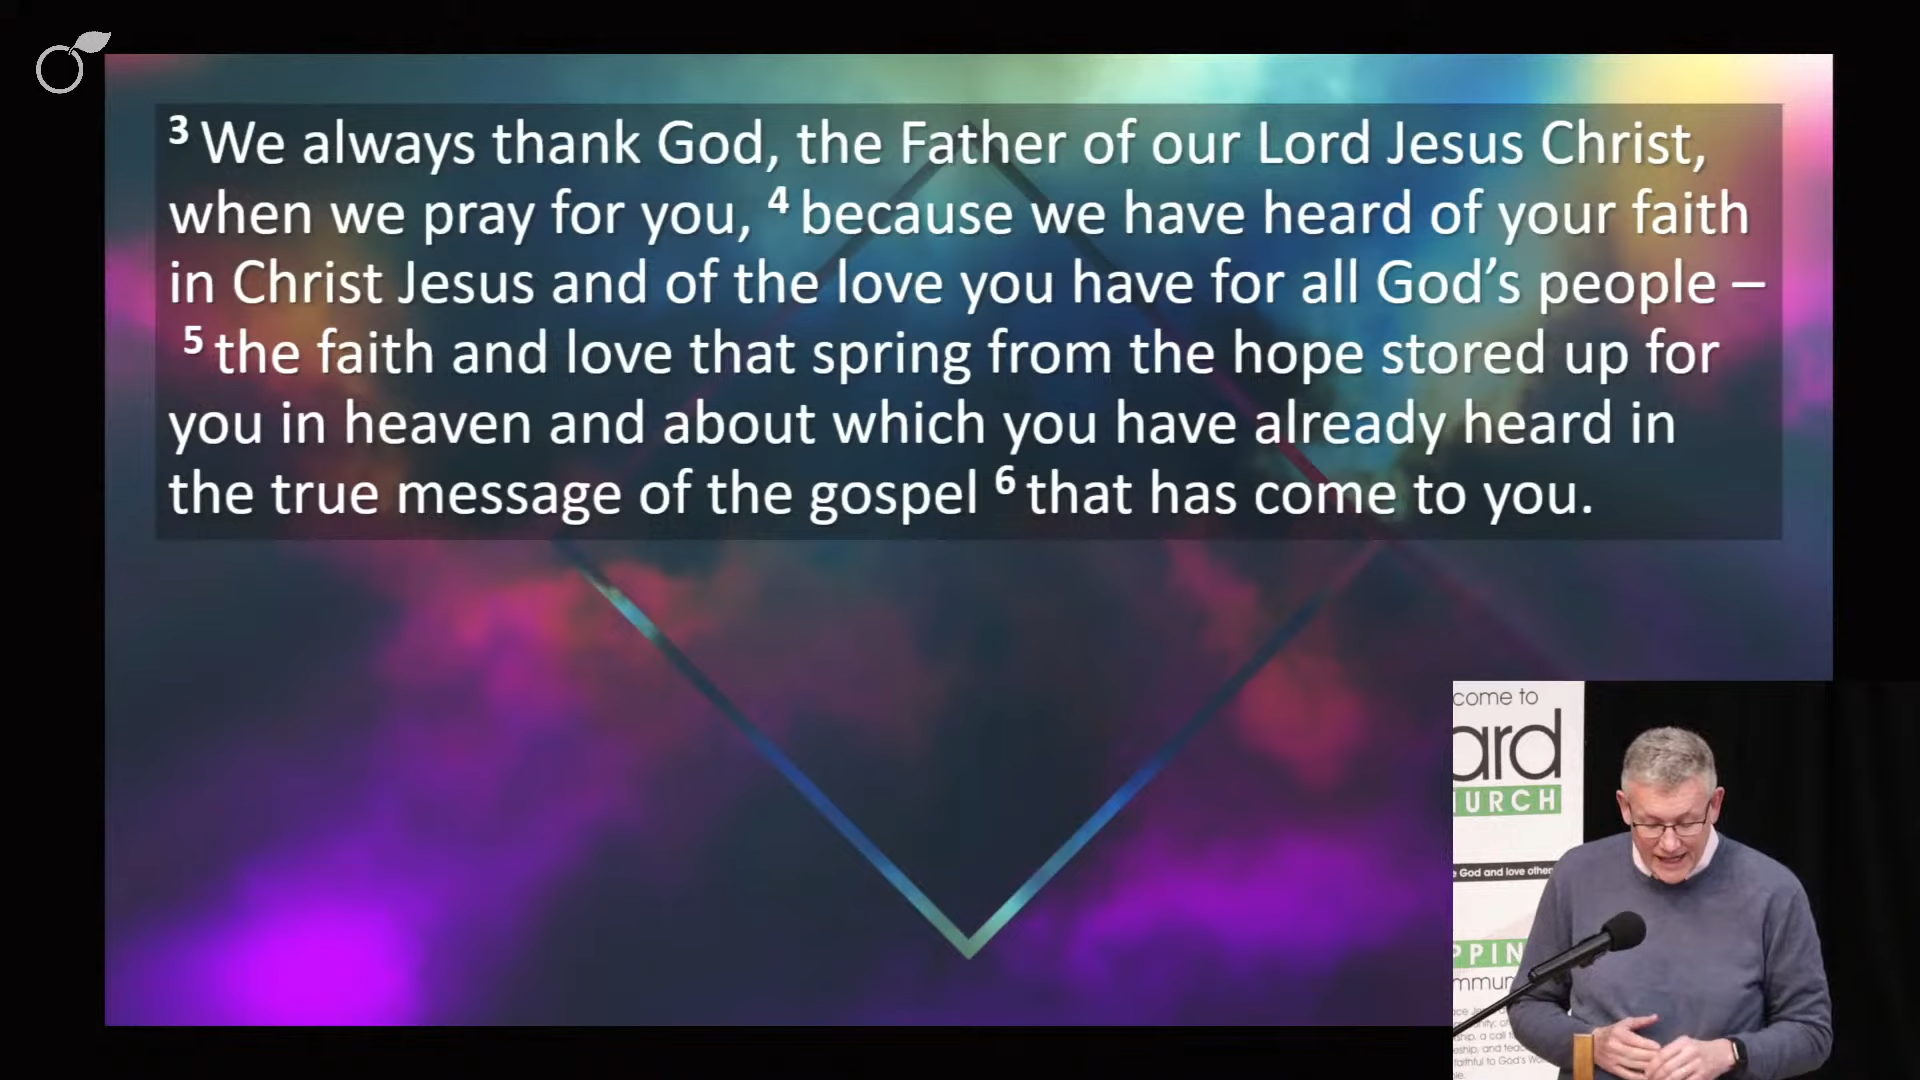 3 We always thank God, the Father of our Lord Jesus Christ,
when we pray for you, 4 because we have heard of your faith
in Christ Jesus and of the love you have for all God’s people –
5 the faith and love that spring from the hope stored up for
you in heaven and about which you have already heard in
the true message of the gospel 6 that has come to you.
come to
ard
URCH
God and love other
PPIN
mmun